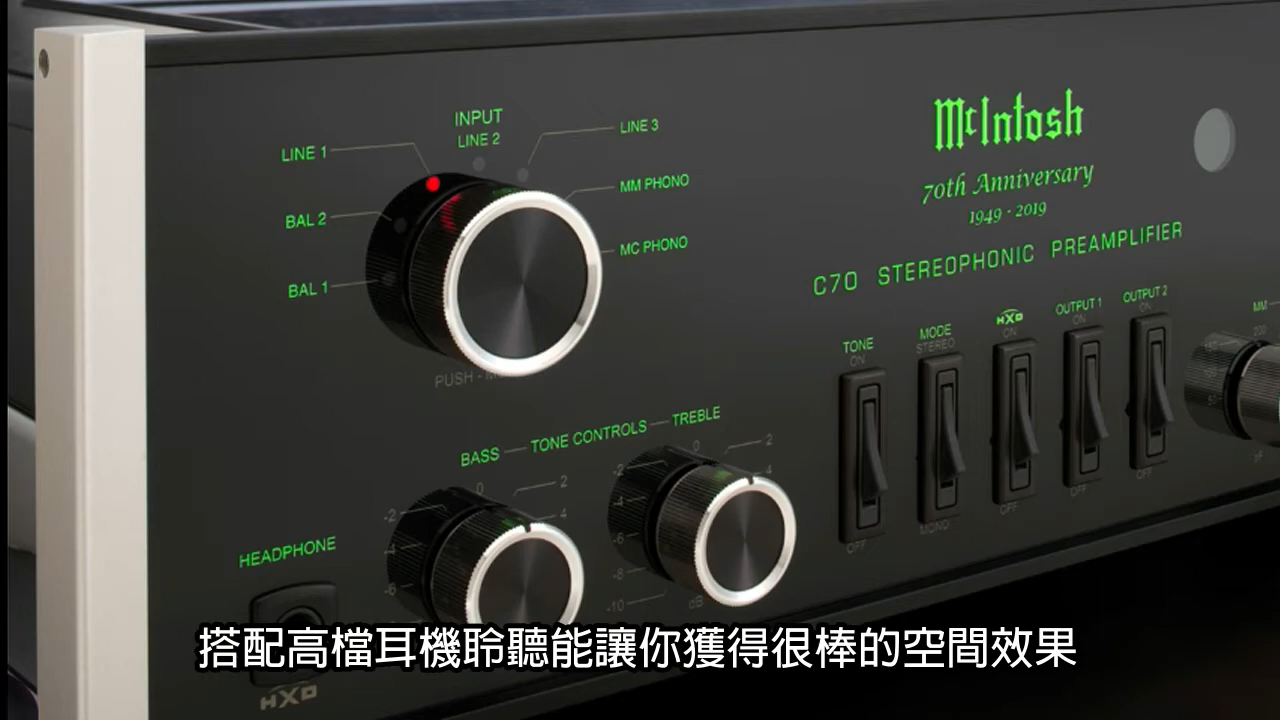 INPUT
LINE 1
LINE 2
LINE 3
BAL 2
MM PHONO
BAL 1
MC PHONO
McIntosh
70th Anniversary
1949 - 2019
C70 STEREOPHONIC PREAMPLIFIER
TONE
ON
OFF
MODE
STEREO
MONO
HXD
ON
OFF
OUTPUT 1
ON
OFF
OUTPUT 2
ON
OFF
MM
200
pF
BASS — TONE CONTROLS — TREBLE
0
2
-2
4
-4
-6
0
2
-2
4
-4
-6
-8
-10
dB
HEADPHONE
HXD
搭配高檔耳機聆聽能讓你獲得很棒的空間效果